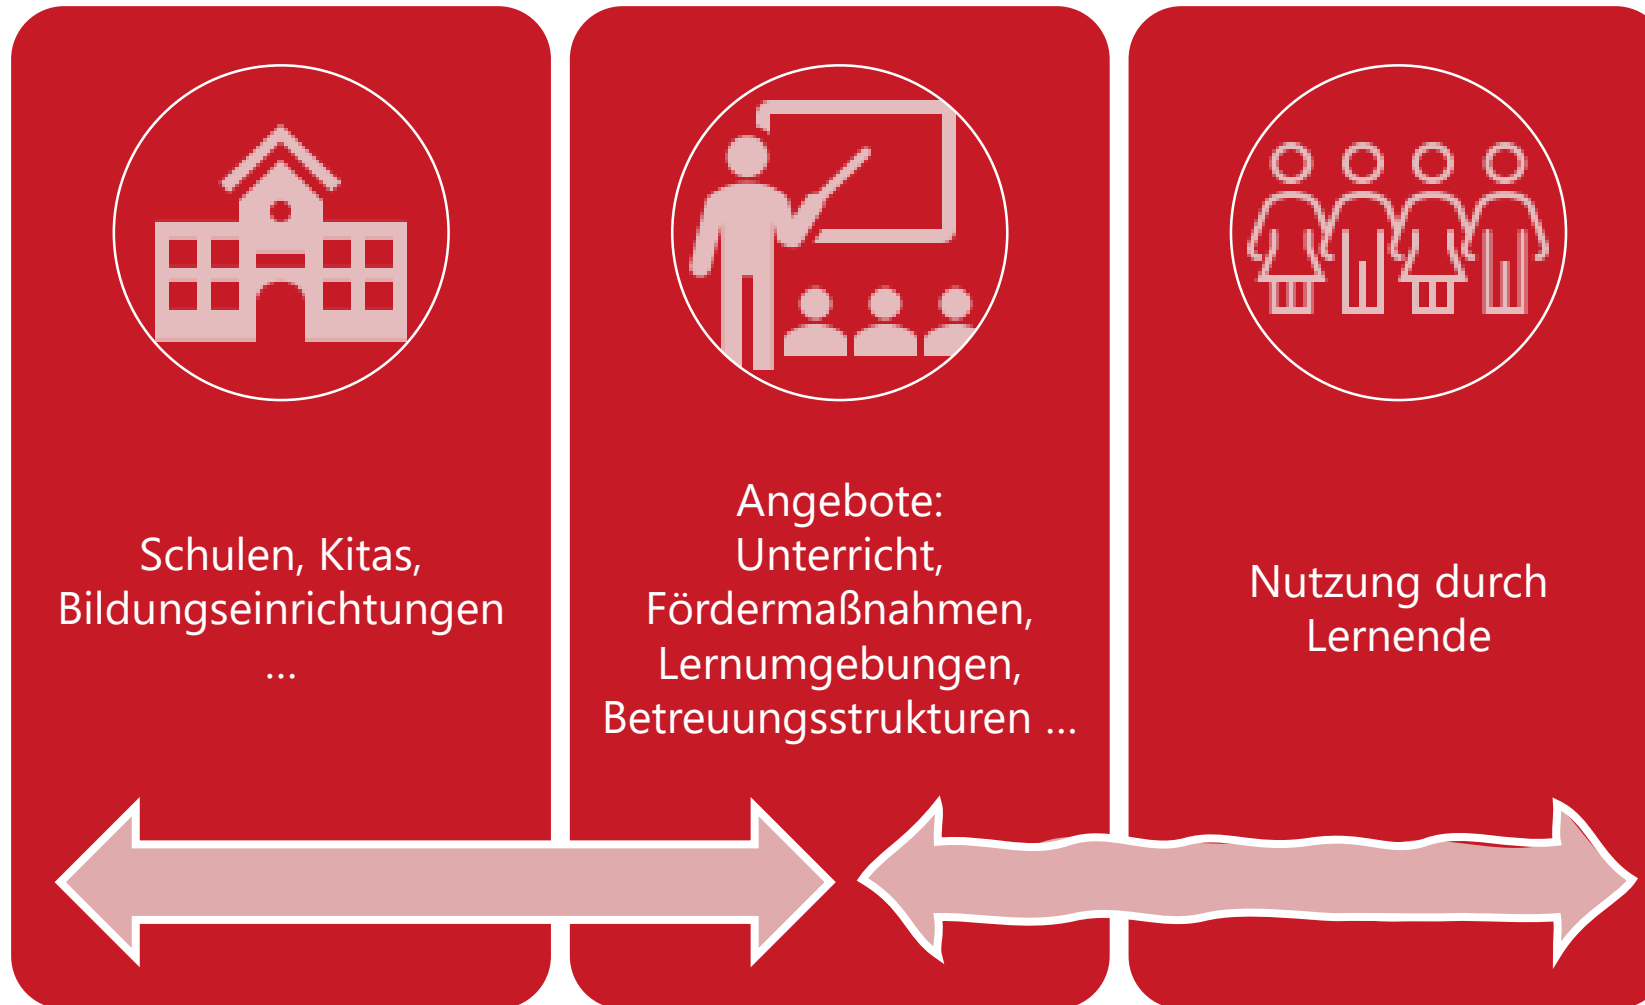 Schulen, Kitas,
Bildungseinrichtungen
...
Angebote:
Unterricht,
Fördermaßnahmen,
Lernumgebungen,
Betreuungsstrukturen ...
Nutzung durch
Lernende